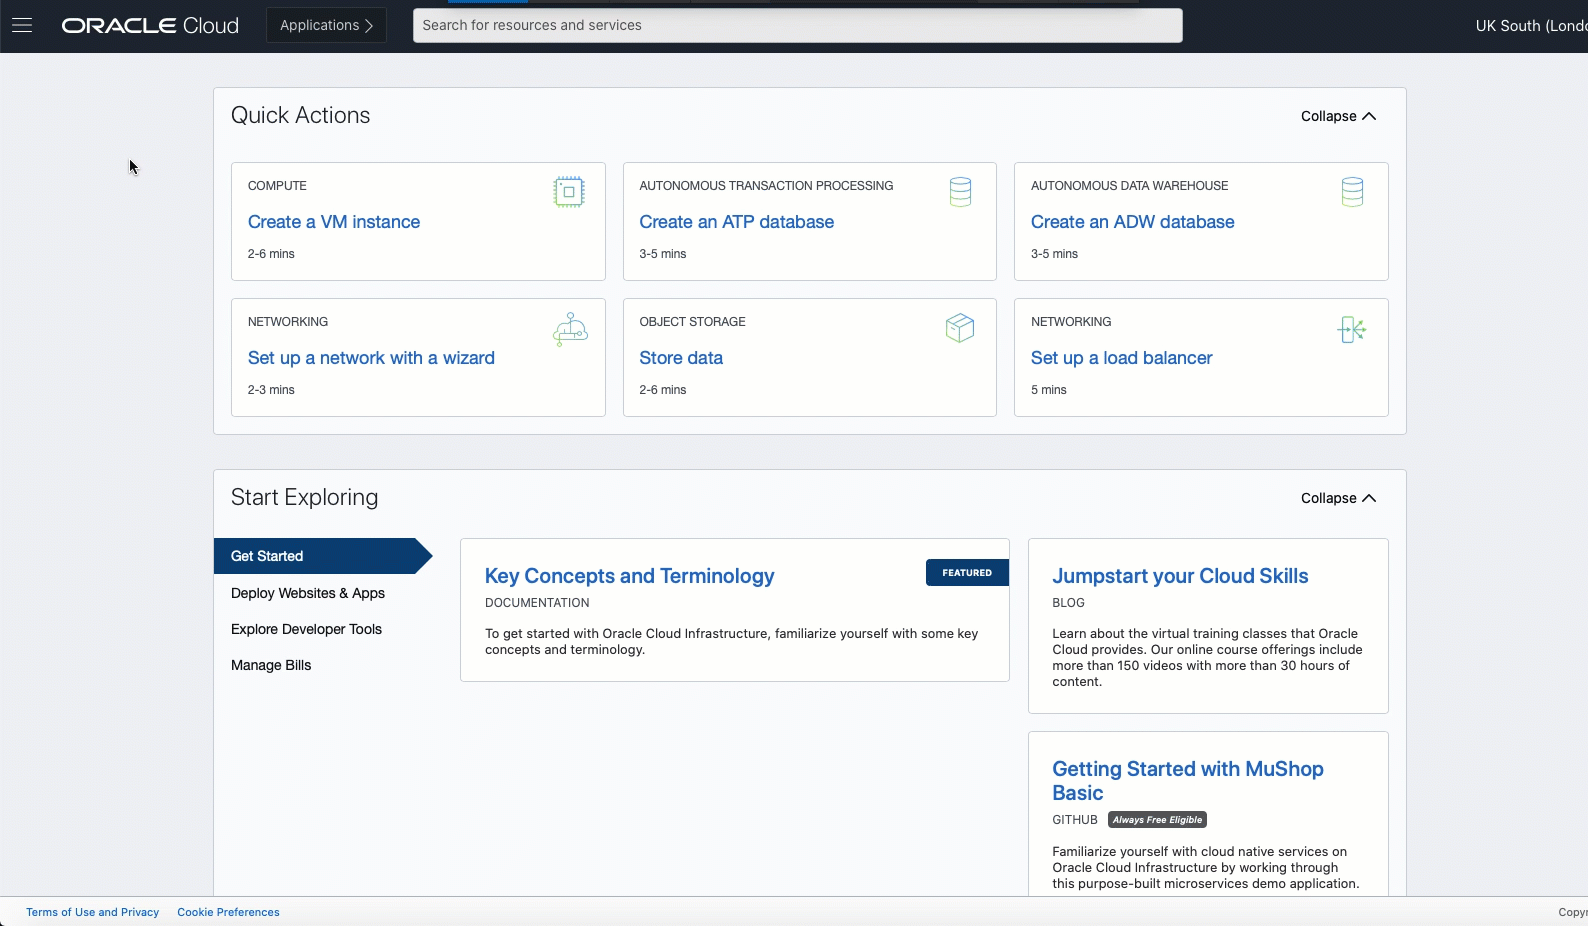 ORACLE Cloud
Applications
Search for resources and services
UK South
Quick Actions
Collapse
COMPUTE
Create a VM instance
2-6 mins
AUTONOMOUS TRANSACTION PROCESSING
Create an ATP database
3-5 mins
AUTONOMOUS DATA WAREHOUSE
Create an ADW database
3-5 mins
NETWORKING
Set up a network with a wizard
2-3 mins
OBJECT STORAGE
Store data
2-6 mins
NETWORKING
Set up a load balancer
5 mins
Start Exploring
Collapse
Get Started
Deploy Websites & Apps
Explore Developer Tools
Manage Bills
Key Concepts and Terminology
FEATURED
DOCUMENTATION
To get started with Oracle Cloud Infrastructure, familiarize yourself with some key
concepts and terminology.
Jumpstart your Cloud Skills
BLOG
Learn about the virtual training classes that Oracle
Cloud provides. Our online course offerings include
more than 150 videos with more than 30 hours of
content.
Getting Started with MuShop
Basic
GITHUB Always Free Eligible
Familiarize yourself with cloud native services on
Oracle Cloud Infrastructure by working through
this purpose-built microservices demo application.
Terms of Use and Privacy
Cookie Preferences